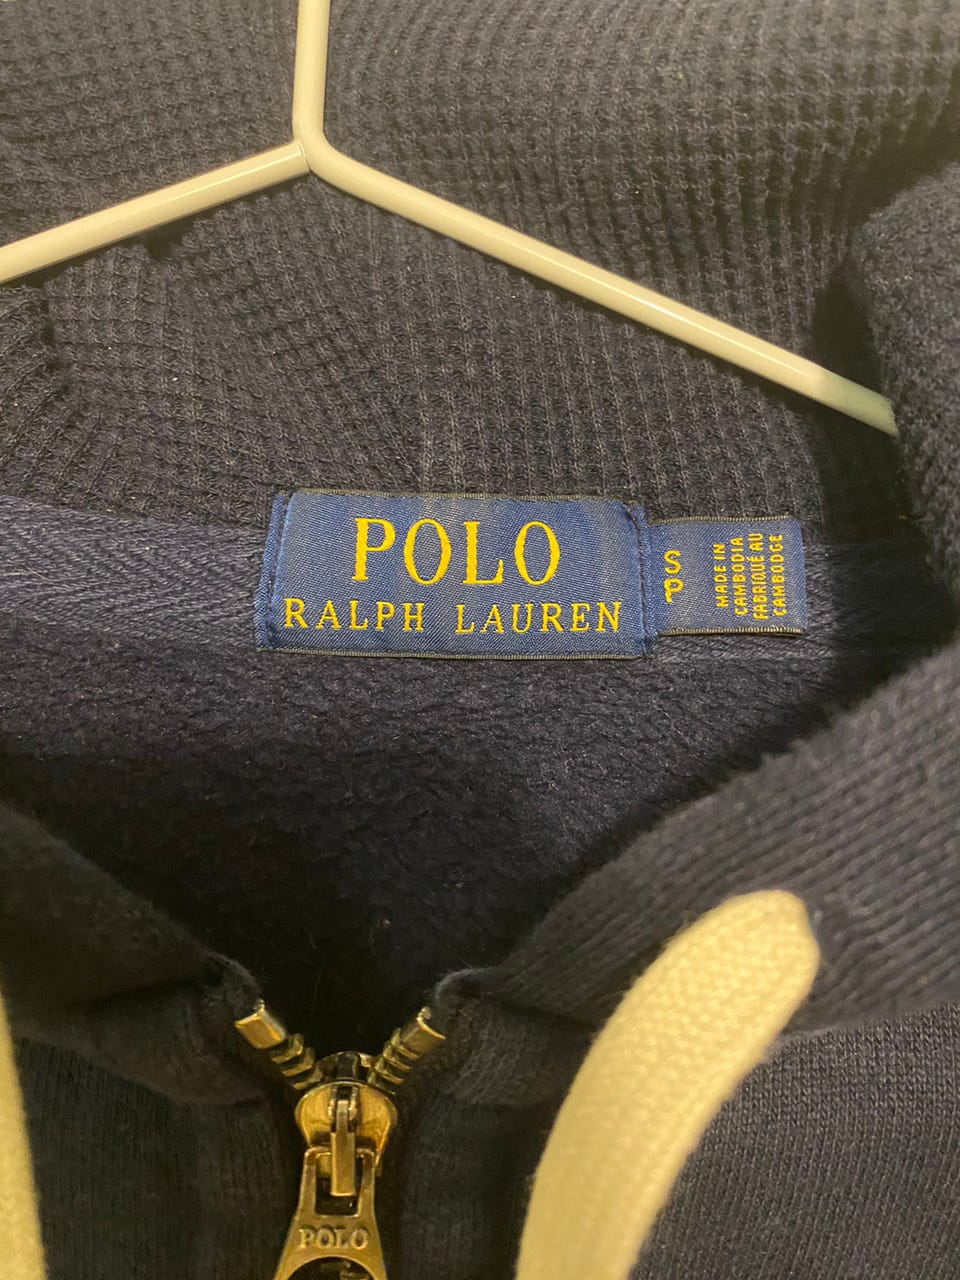 POLO
RALPH LAUREN
S
P
MADE IN
CAMBODIA
FABRIQUÉ AU
CAMBODGE
POLO